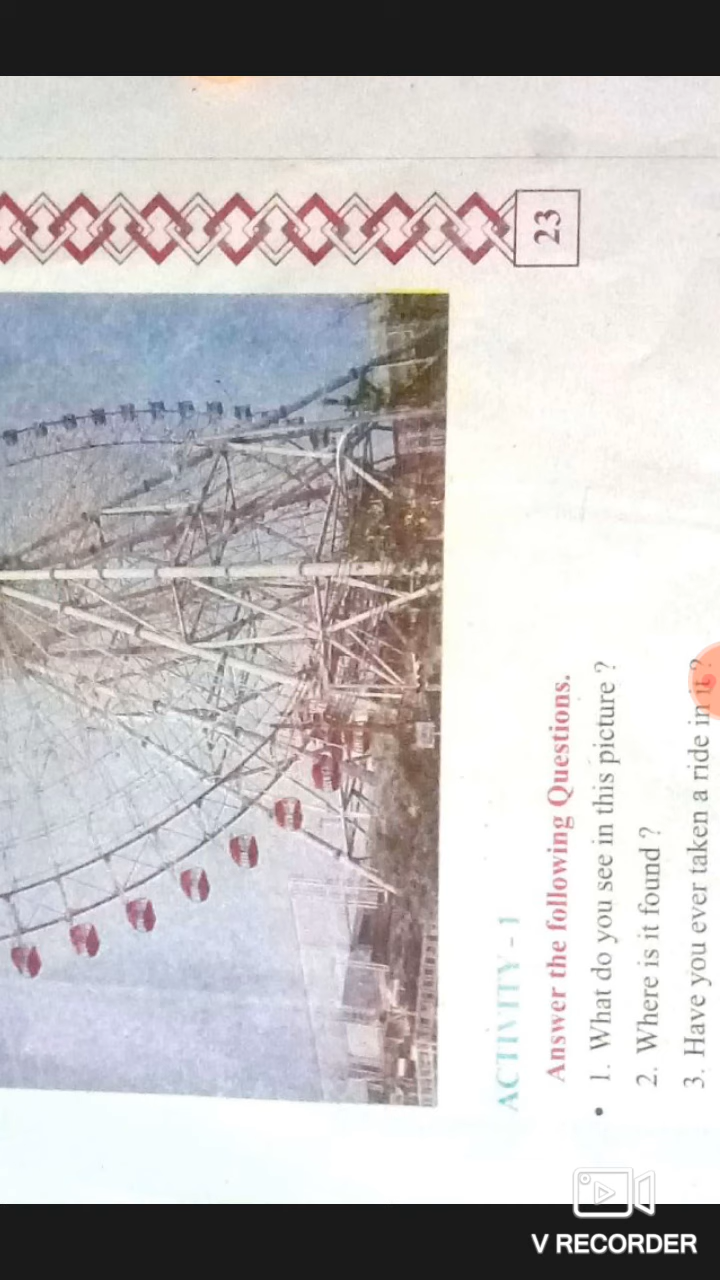 23
ACTIVITY - 1
Answer the following Questions.
• 1. What do you see in this picture ?
2. Where is it found ?
3. Have you ever taken a ride in it ?
V RECORDER